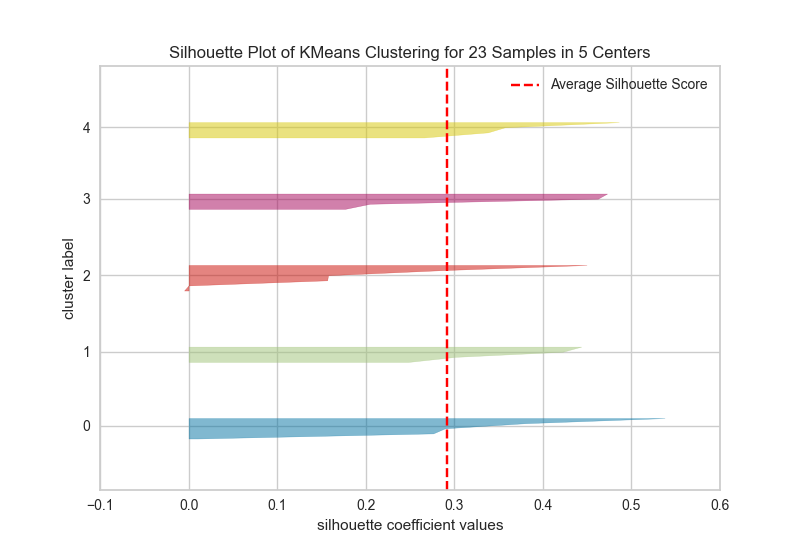 Silhouette Plot of KMeans Clustering for 23 Samples in 5 Centers
Average Silhouette Score
4
3
2
1
0
cluster label
−0.1 0.0 0.1 0.2 0.3 0.4 0.5 0.6
silhouette coefficient values